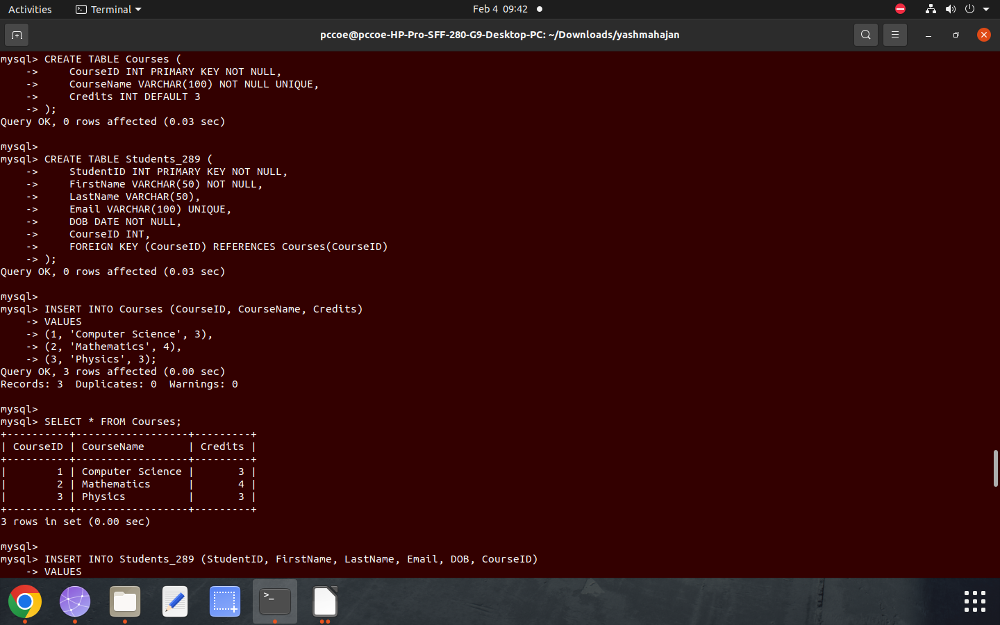 Activities
Terminal
Feb 4 09:42
pccoe@pccoe-HP-Pro-SFF-280-G9-Desktop-PC: ~/Downloads/yashmahajan
mysql> CREATE TABLE Courses (
    ->     CourseID INT PRIMARY KEY NOT NULL,
    ->     CourseName VARCHAR(100) NOT NULL UNIQUE,
    ->     Credits INT DEFAULT 3
    -> );
Query OK, 0 rows affected (0.03 sec)

mysql>
mysql> CREATE TABLE Students_289 (
    ->     StudentID INT PRIMARY KEY NOT NULL,
    ->     FirstName VARCHAR(50) NOT NULL,
    ->     LastName VARCHAR(50),
    ->     Email VARCHAR(100) UNIQUE,
    ->     DOB DATE NOT NULL,
    ->     CourseID INT,
    ->     FOREIGN KEY (CourseID) REFERENCES Courses(CourseID)
    -> );
Query OK, 0 rows affected (0.03 sec)

mysql>
mysql> INSERT INTO Courses (CourseID, CourseName, Credits)
    -> VALUES
    -> (1, 'Computer Science', 3),
    -> (2, 'Mathematics', 4),
    -> (3, 'Physics', 3);
Query OK, 3 rows affected (0.00 sec)
Records: 3  Duplicates: 0  Warnings: 0

mysql>
mysql> SELECT * FROM Courses;
+----------+------------------+---------+
| CourseID | CourseName       | Credits |
+----------+------------------+---------+
|        1 | Computer Science |       3 |
|        2 | Mathematics      |       4 |
|        3 | Physics          |       3 |
+----------+------------------+---------+
3 rows in set (0.00 sec)

mysql>
mysql> INSERT INTO Students_289 (StudentID, FirstName, LastName, Email, DOB, CourseID)
    -> VALUES